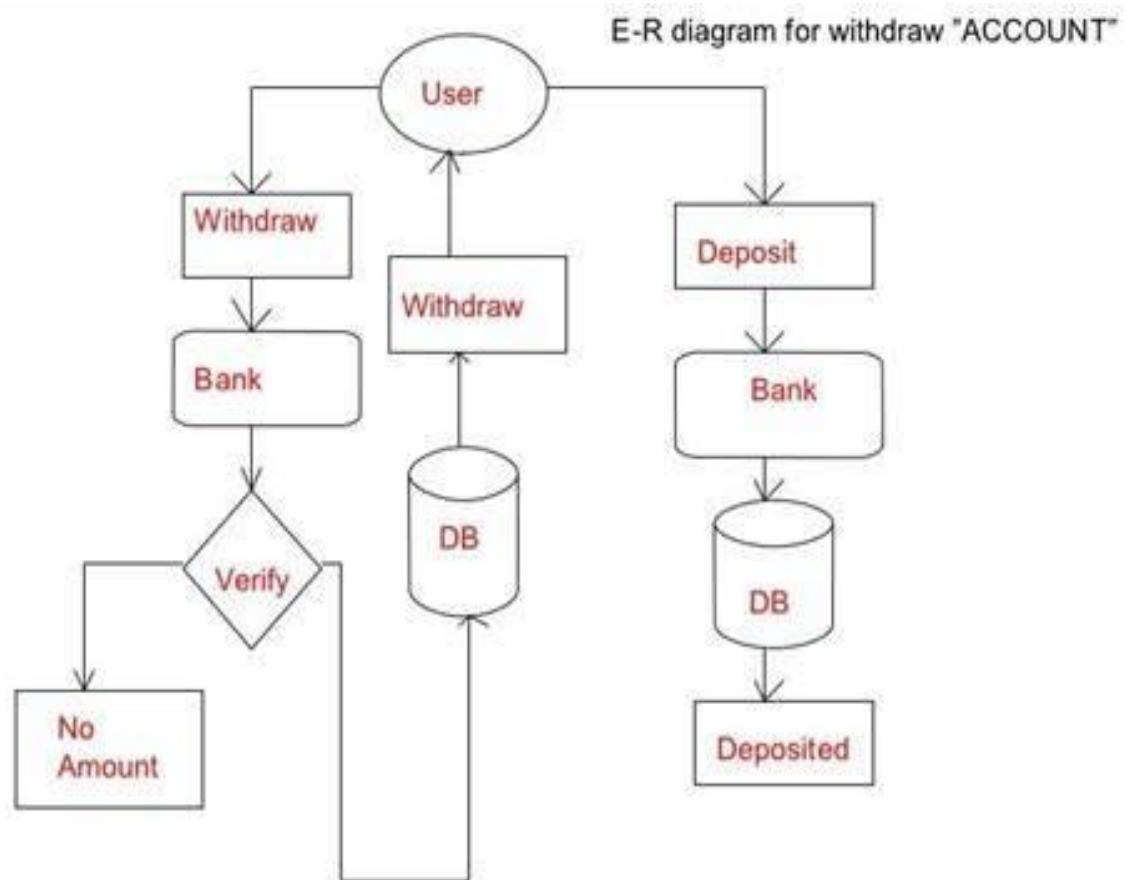 E-R diagram for withdraw "ACCOUNT"
User
Withdraw
Deposit
Withdraw
Bank
Bank
DB
Verify
DB
No
Amount
Deposited